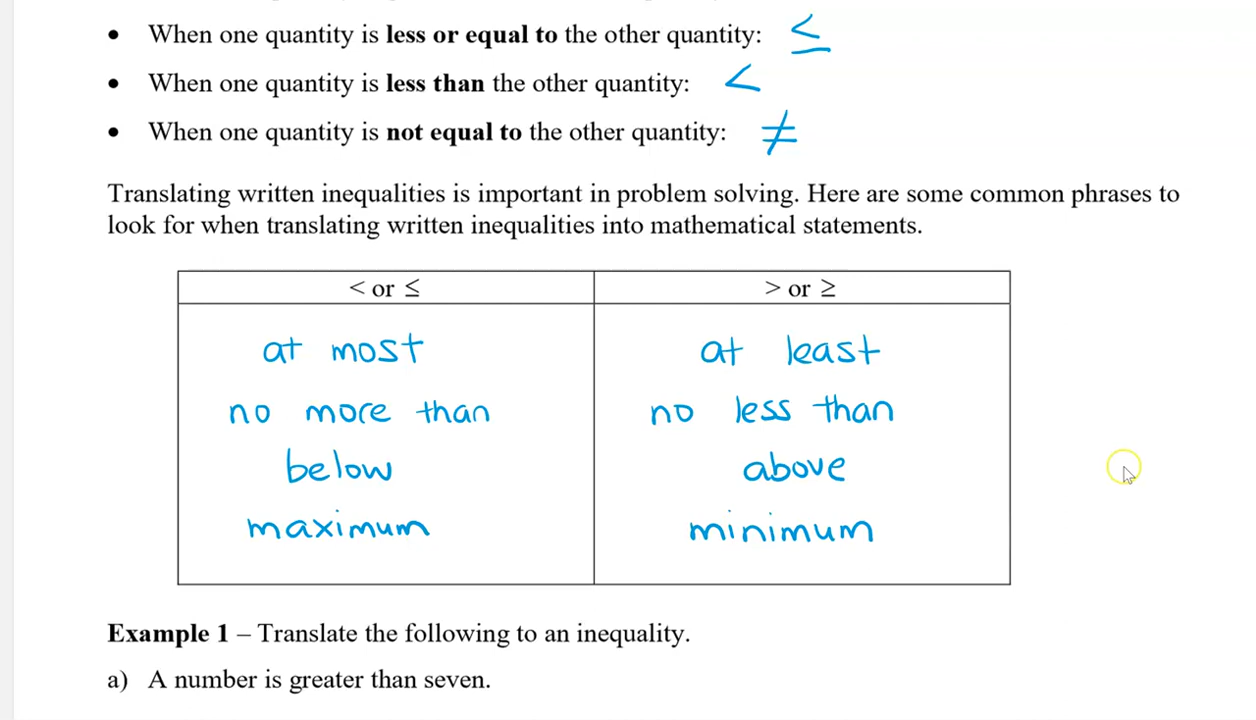 • When one quantity is less or equal to the other quantity: ≤
• When one quantity is less than the other quantity: <
• When one quantity is not equal to the other quantity: ≠
Translating written inequalities is important in problem solving. Here are some common phrases to
look for when translating written inequalities into mathematical statements.
< or ≤ > or ≥
at most at least
no more than no less than
below above
maximum minimum
Example 1 – Translate the following to an inequality.
a) A number is greater than seven.